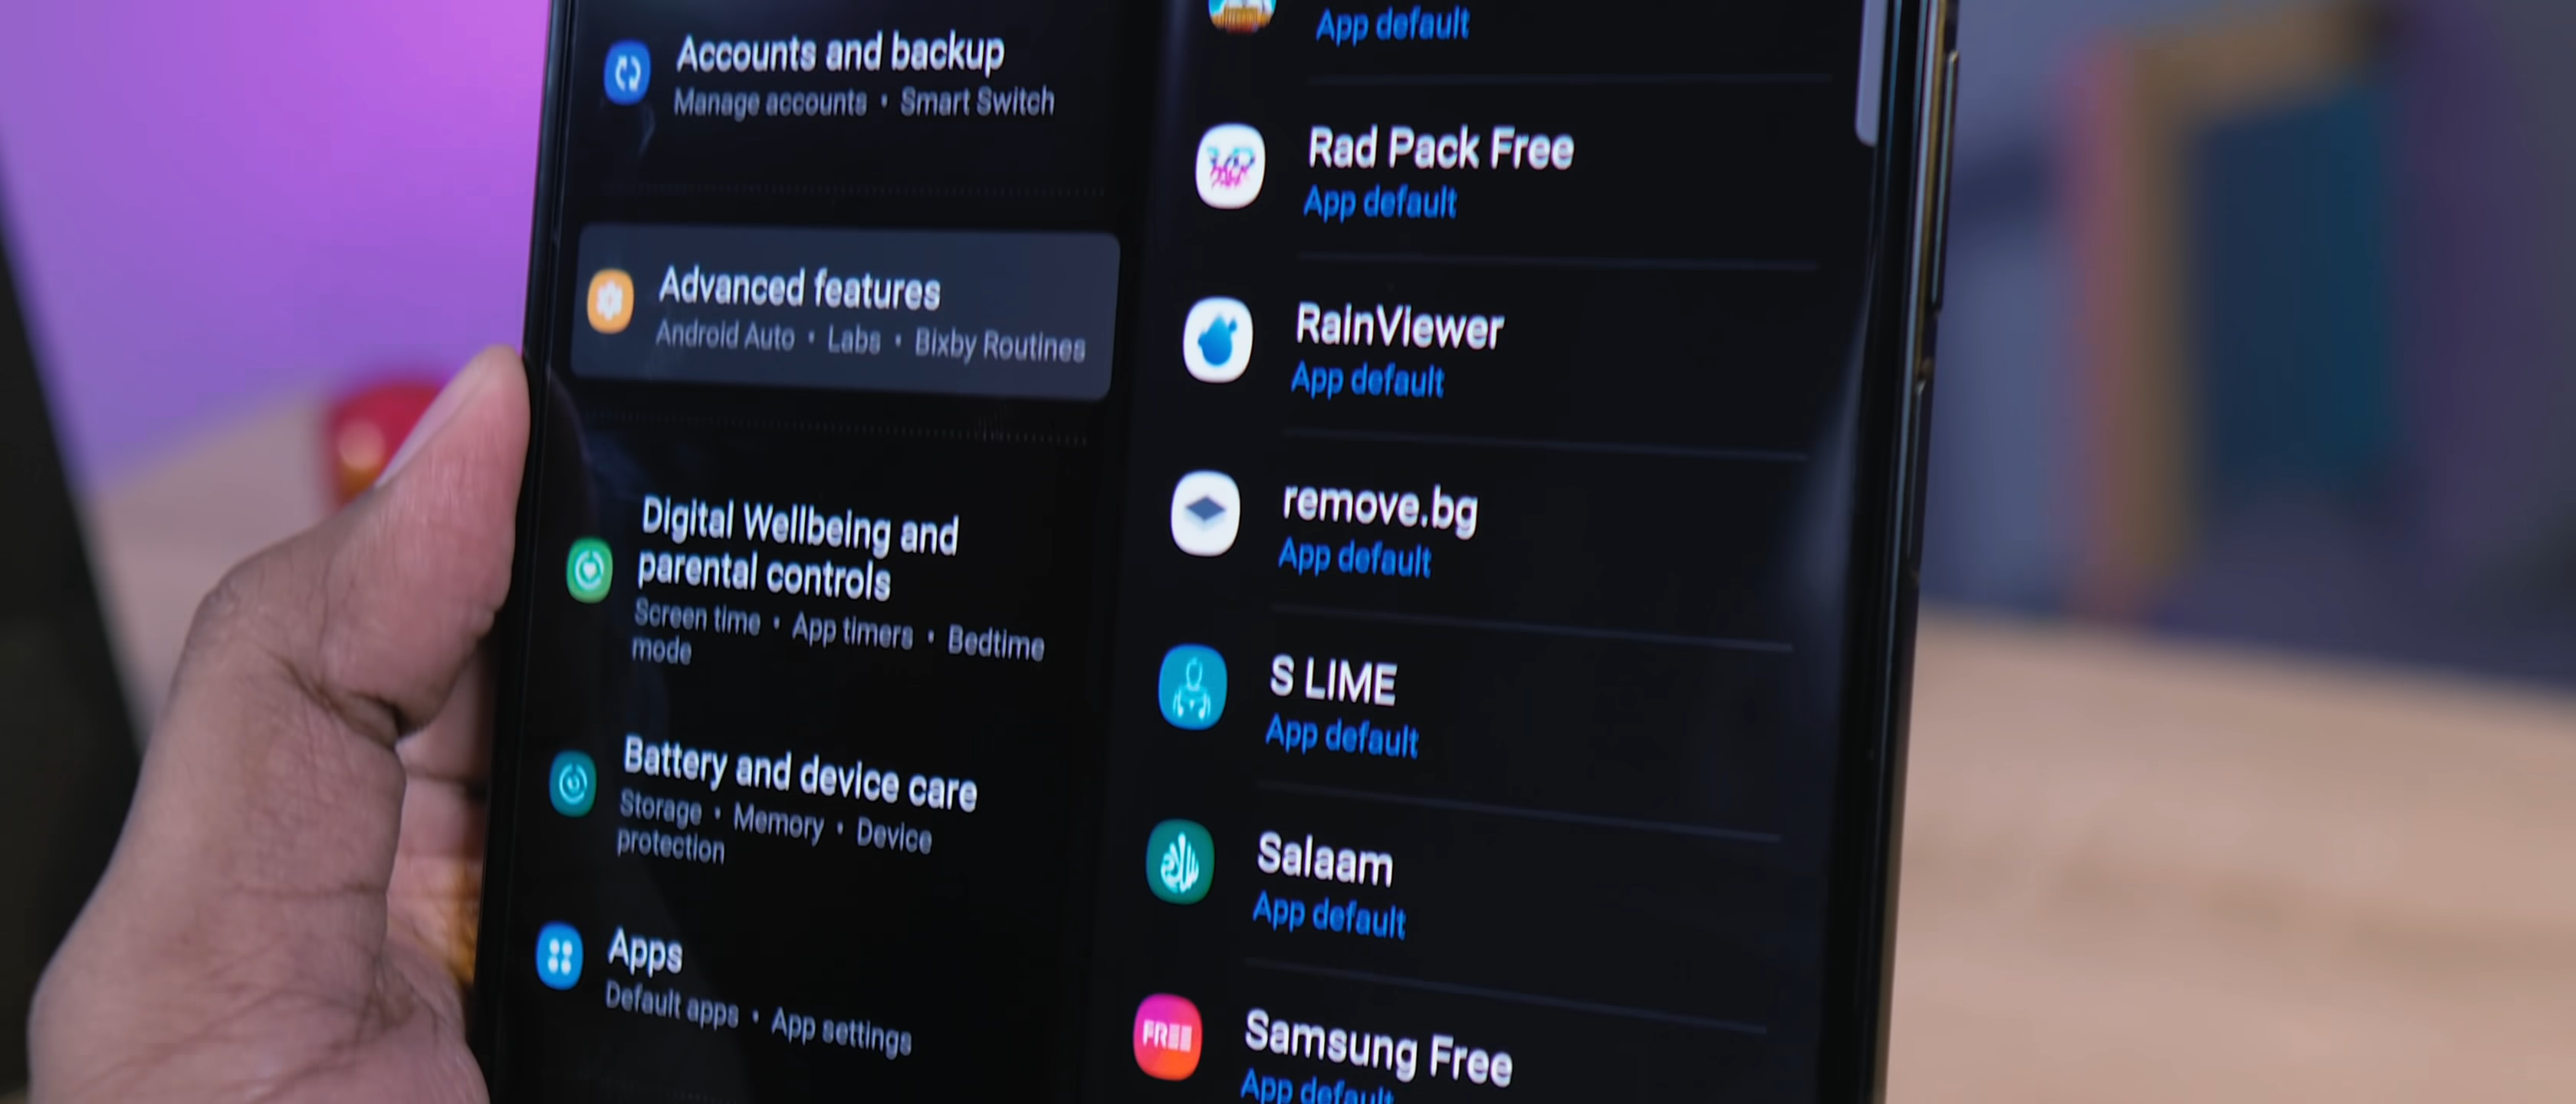 Accounts and backup
Manage accounts • Smart Switch
Advanced features
Android Auto • Labs • Bixby Routines
Digital Wellbeing and
parental controls
Screen time • App timers • Bedtime
mode
Battery and device care
Storage • Memory • Device
protection
Apps
Default apps • App settings
App default
Rad Pack Free
App default
RainViewer
App default
remove.bg
App default
S LIME
App default
Salaam
App default
FREE
Samsung Free
App default